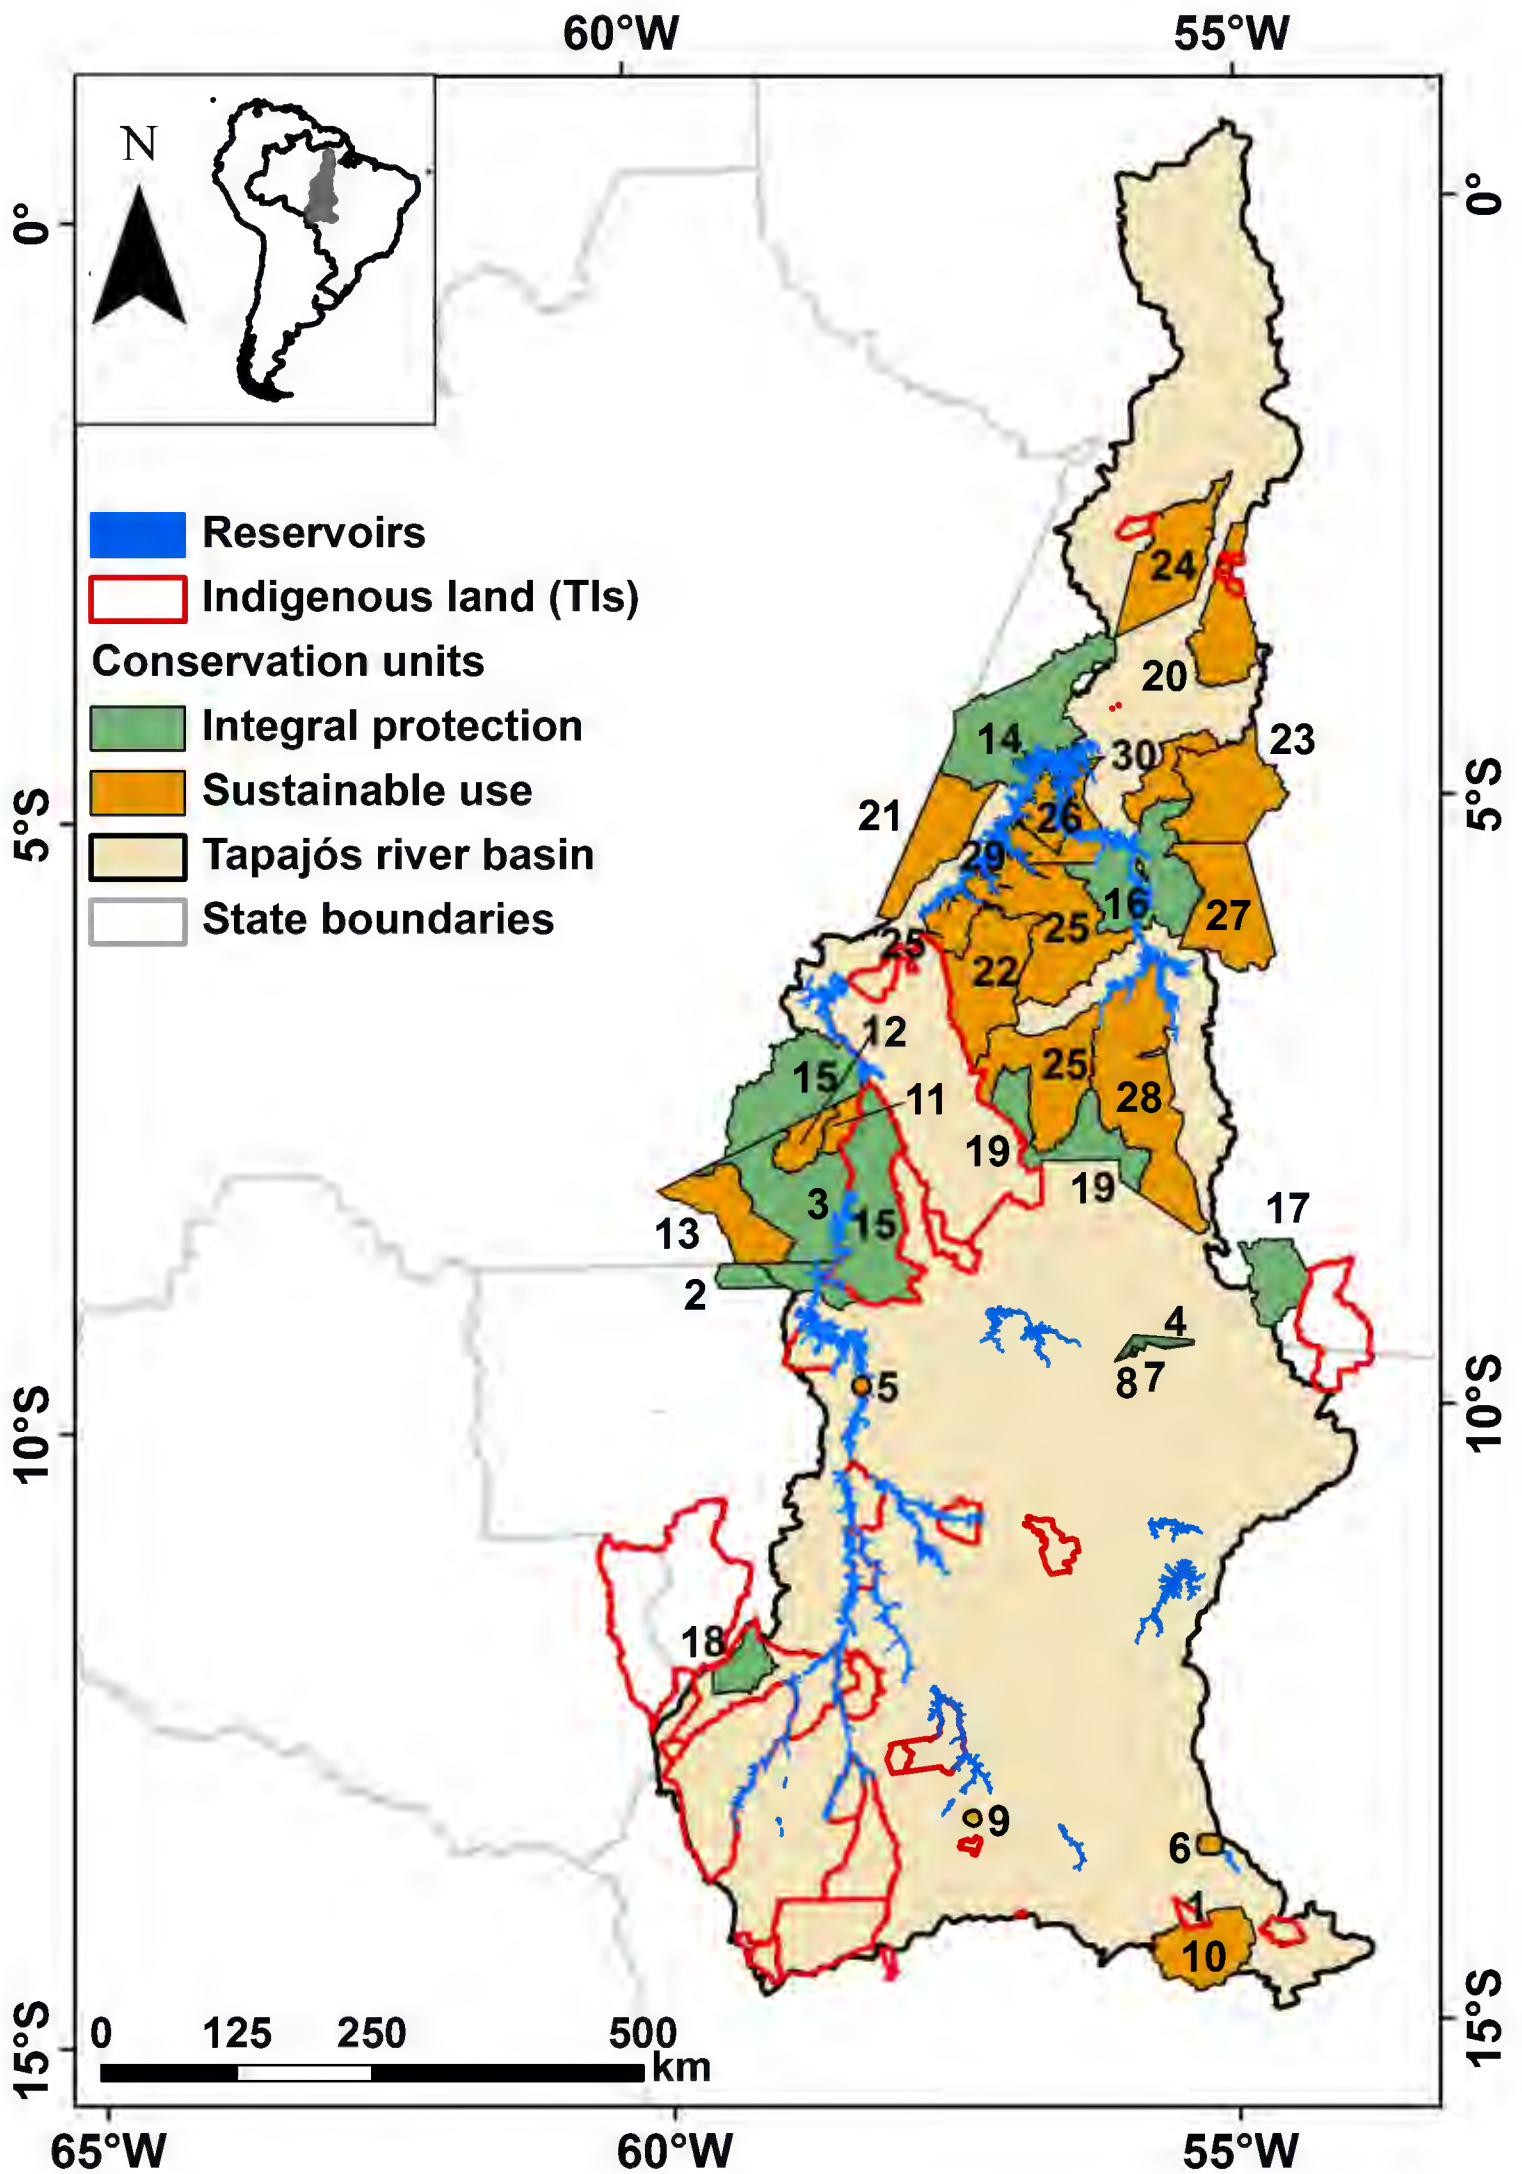 60°W 55°W
N
0° 0°
Reservoirs
Indigenous land (TIs)
Conservation units
Integral protection
Sustainable use
Tapajós river basin
State boundaries
24
20
14
23
30
5°S 5°S
21
26
29
16
27
25
25
22
12
15
25
28
11
19
19
3
15
13
17
2
4
5
8 7
10°S 10°S
18
9
6
1
10
0 125 250 500
km
15°S 15°S
65°W 60°W 55°W